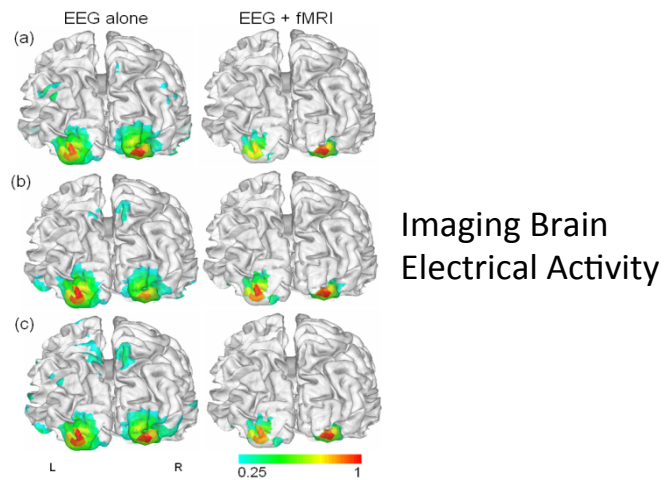 EEG alone
EEG + fMRI
(a)
(b)
(c)
Imaging Brain
Electrical Activity
L
R
0.25
1